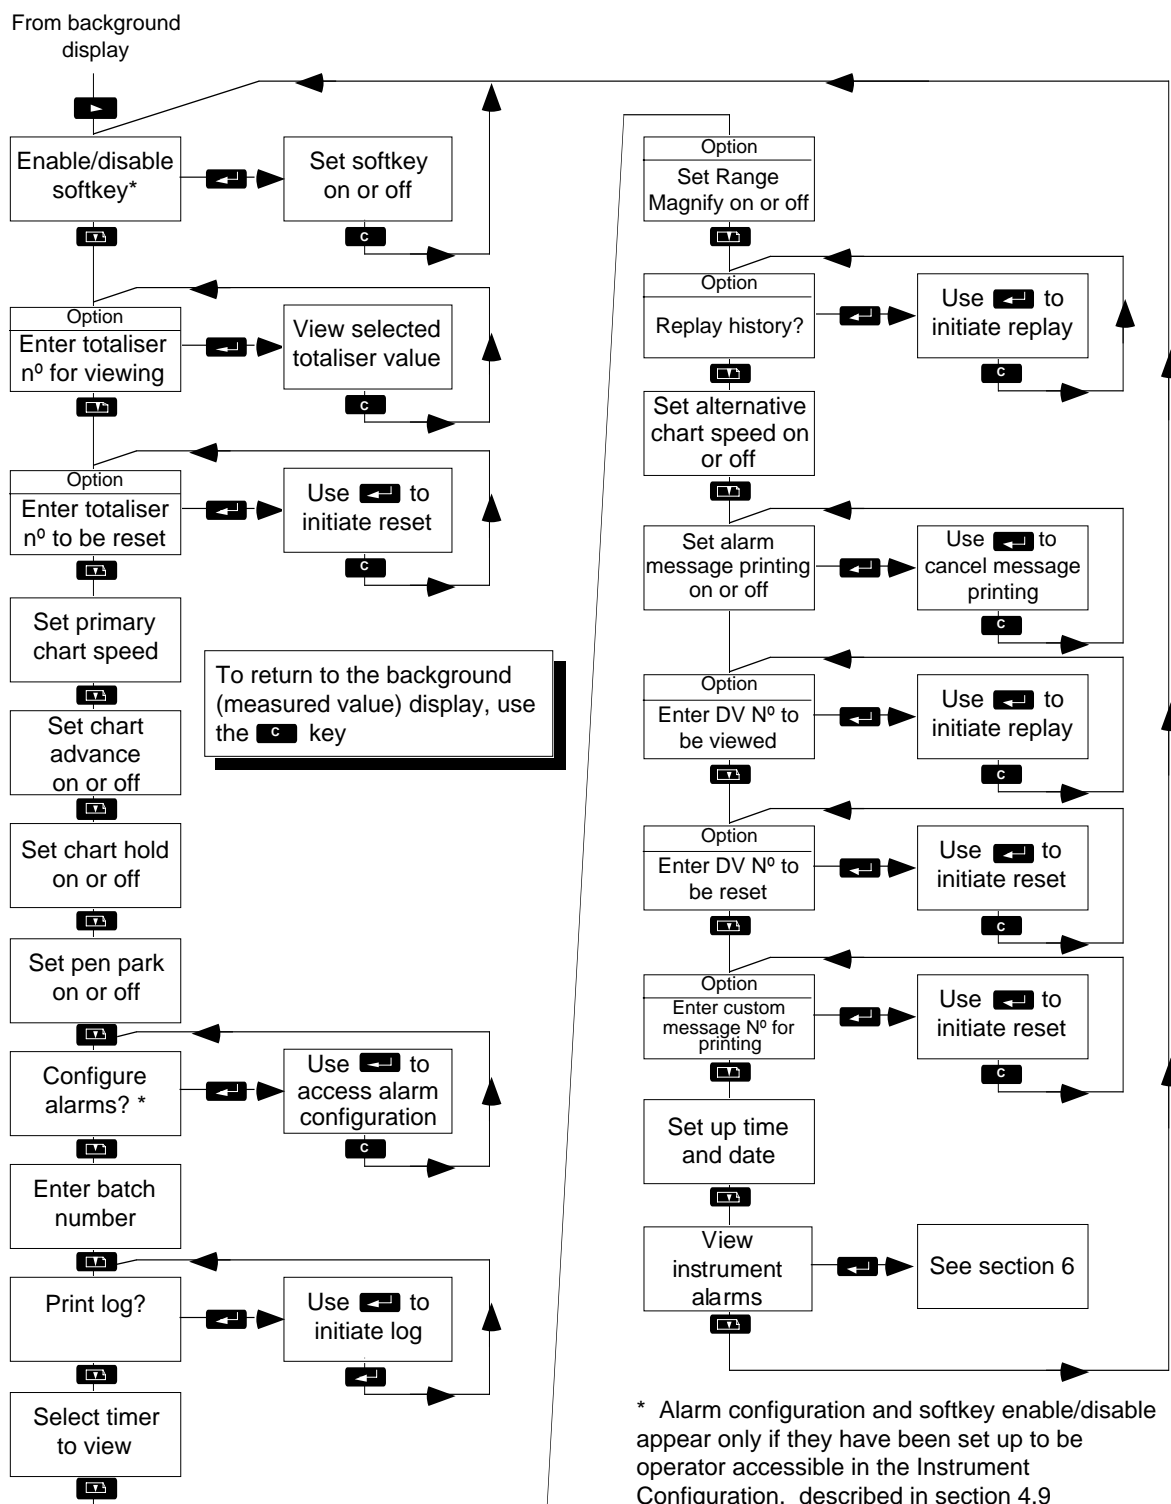 From background
display
Enable/disable
softkey*
Set softkey
on or off
C
Option
Enter totaliser
nº for viewing
View selected
totaliser value
C
Option
Enter totaliser
nº to be reset
Use to
initiate reset
C
Set primary
chart speed
To return to the background
(measured value) display, use
the C key
Set chart
advance
on or off
Set chart hold
on or off
Set pen park
on or off
Configure
alarms? *
Use to
access alarm
configuration
C
Enter batch
number
Print log?
Use to
initiate log
Select timer
to view
Option
Set Range
Magnify on or off
Option
Replay history?
Use to
initiate replay
C
Set alternative
chart speed on
or off
Set alarm
message printing
on or off
Use to
cancel message
printing
C
Option
Enter DV Nº to
be viewed
Use to
initiate replay
C
Option
Enter DV Nº to
be reset
Use to
initiate reset
C
Option
Enter custom
message Nº for
printing
Use to
initiate reset
C
Set up time
and date
View
instrument
alarms
See section 6
* Alarm configuration and softkey enable/disable
appear only if they have been set up to be
operator accessible in the Instrument
Configuration, described in section 4.9